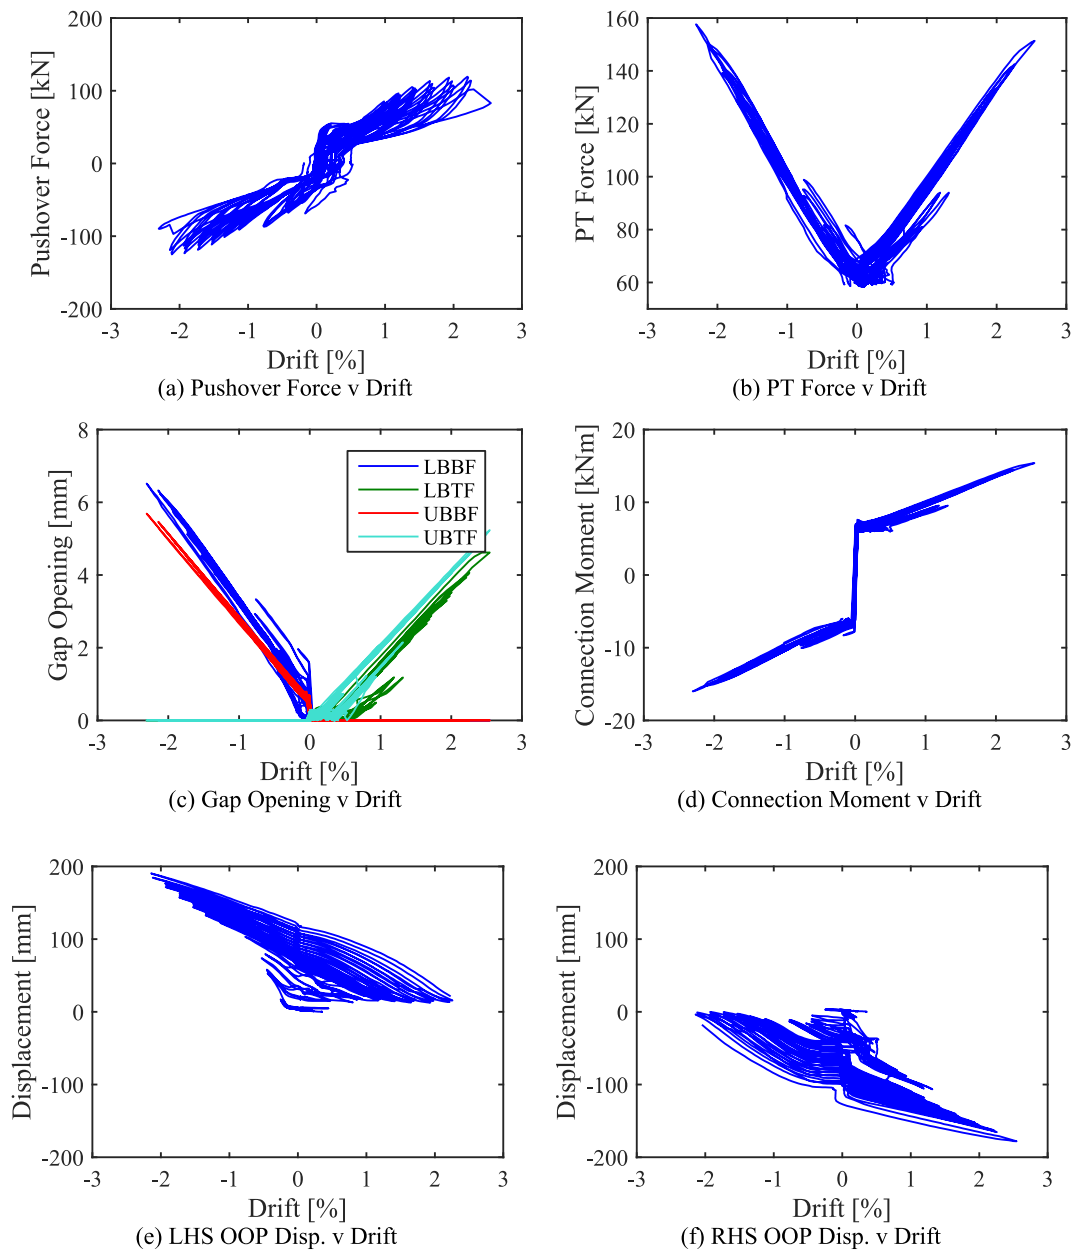 200
100
0
-100
-200
Pushover Force [kN]
-3 -2 -1 0 1 2 3
Drift [%]
(a) Pushover Force v Drift
160
140
120
100
80
60
PT Force [kN]
-3 -2 -1 0 1 2 3
Drift [%]
(b) PT Force v Drift
8
6
4
2
0
Gap Opening [mm]
LBBF
LBTF
UBBF
UBTF
-3 -2 -1 0 1 2 3
Drift [%]
(c) Gap Opening v Drift
20
10
0
-10
-20
Connection Moment [kNm]
-3 -2 -1 0 1 2 3
Drift [%]
(d) Connection Moment v Drift
200
100
0
-100
-200
Displacement [mm]
-3 -2 -1 0 1 2 3
Drift [%]
(e) LHS OOP Disp. v Drift
200
100
0
-100
-200
Displacement [mm]
-3 -2 -1 0 1 2 3
Drift [%]
(f) RHS OOP Disp. v Drift